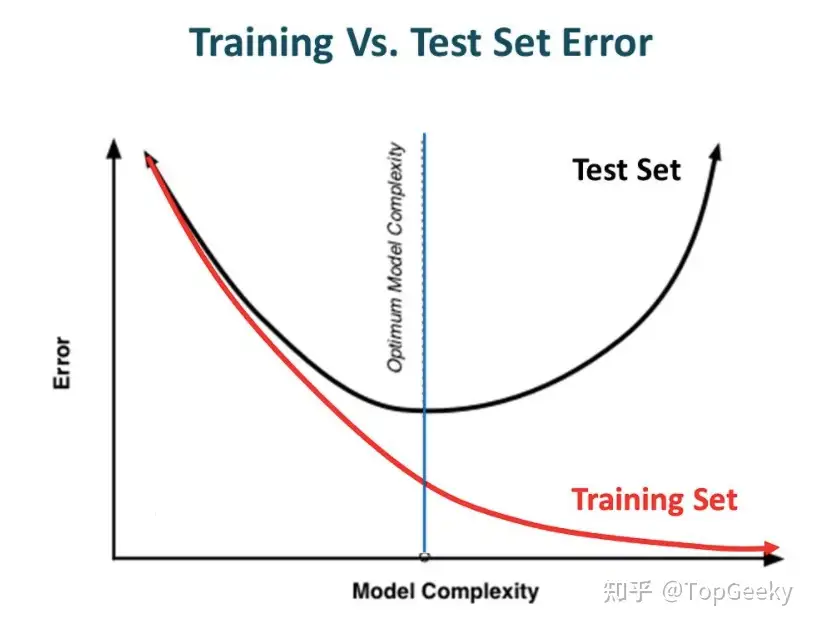 Training Vs. Test Set Error
Optimum Model Complexity
Test Set
Error
Training Set
Model Complexity
知乎 @TopGeeky